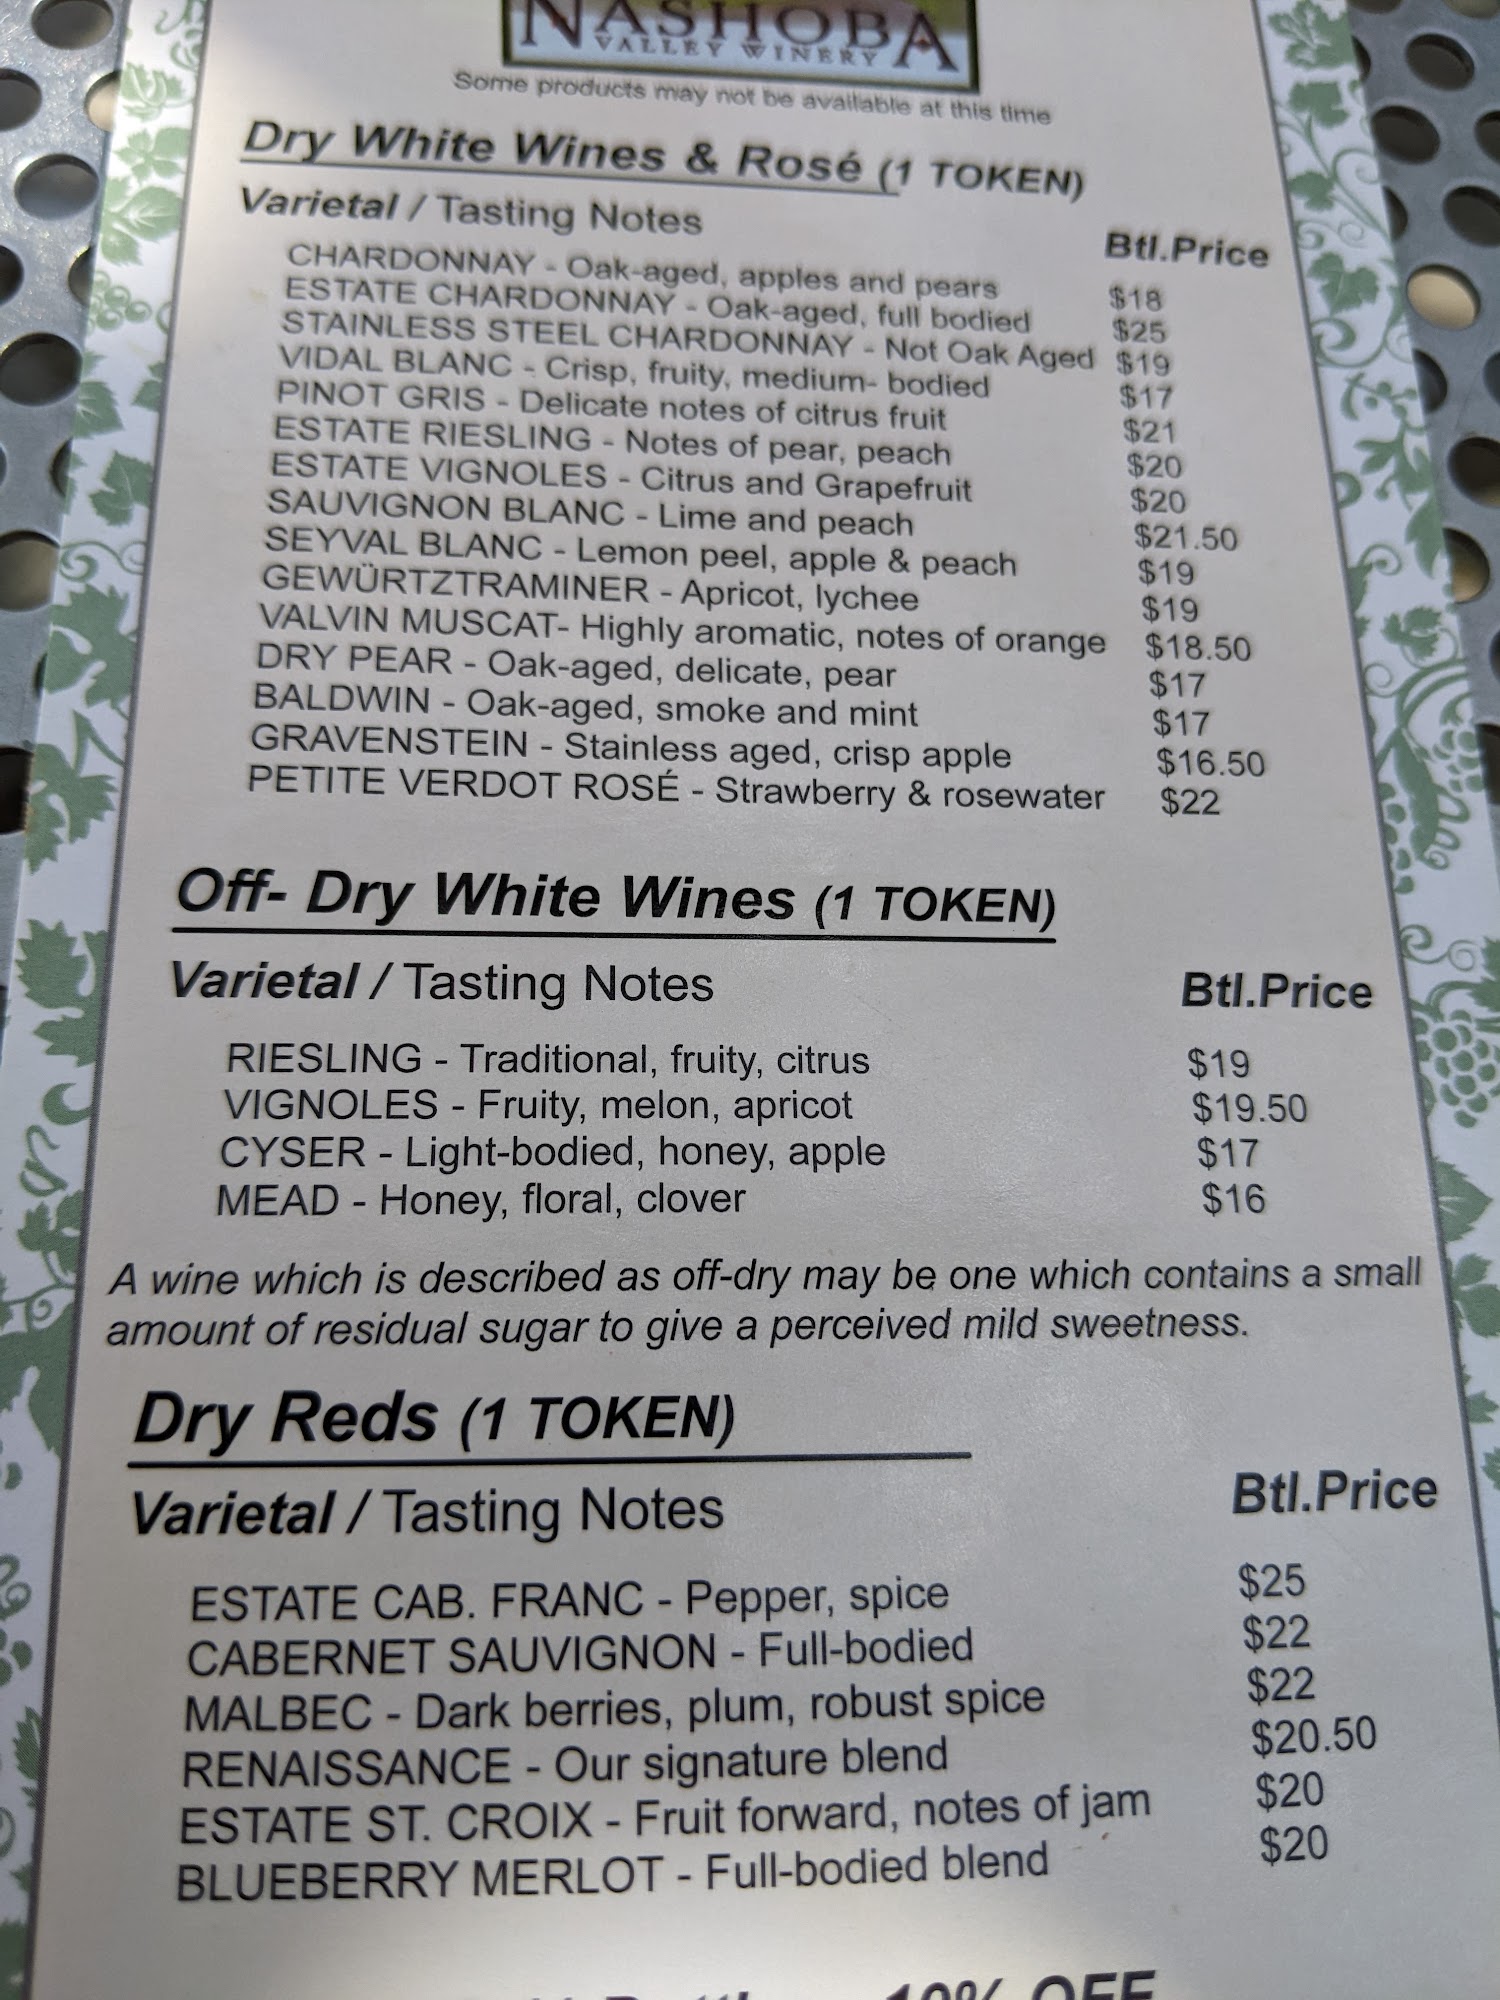 NASHOBA
VALLEY WINERY
Some products may not be available at this time
Dry White Wines & Rosé (1 TOKEN)
Varietal / Tasting Notes Btl.Price
CHARDONNAY - Oak-aged, apples and pears $18
ESTATE CHARDONNAY - Oak-aged, full bodied $25
STAINLESS STEEL CHARDONNAY - Not Oak Aged $19
VIDAL BLANC - Crisp, fruity, medium- bodied $17
PINOT GRIS - Delicate notes of citrus fruit $21
ESTATE RIESLING - Notes of pear, peach $20
ESTATE VIGNOLES - Citrus and Grapefruit $20
SAUVIGNON BLANC - Lime and peach $21.50
SEYVAL BLANC - Lemon peel, apple & peach $19
GEWÜRTZTRAMINER - Apricot, lychee $19
VALVIN MUSCAT- Highly aromatic, notes of orange $18.50
DRY PEAR - Oak-aged, delicate, pear $17
BALDWIN - Oak-aged, smoke and mint $17
GRAVENSTEIN - Stainless aged, crisp apple $16.50
PETITE VERDOT ROSÉ - Strawberry & rosewater $22
Off- Dry White Wines (1 TOKEN)
Varietal / Tasting Notes Btl.Price
RIESLING - Traditional, fruity, citrus $19
VIGNOLES - Fruity, melon, apricot $19.50
CYSER - Light-bodied, honey, apple $17
MEAD - Honey, floral, clover $16
A wine which is described as off-dry may be one which contains a small
amount of residual sugar to give a perceived mild sweetness.
Dry Reds (1 TOKEN)
Varietal / Tasting Notes Btl.Price
ESTATE CAB. FRANC - Pepper, spice $25
CABERNET SAUVIGNON - Full-bodied $22
MALBEC - Dark berries, plum, robust spice $22
RENAISSANCE - Our signature blend $20.50
ESTATE ST. CROIX - Fruit forward, notes of jam $20
BLUEBERRY MERLOT - Full-bodied blend $20
10% OFF